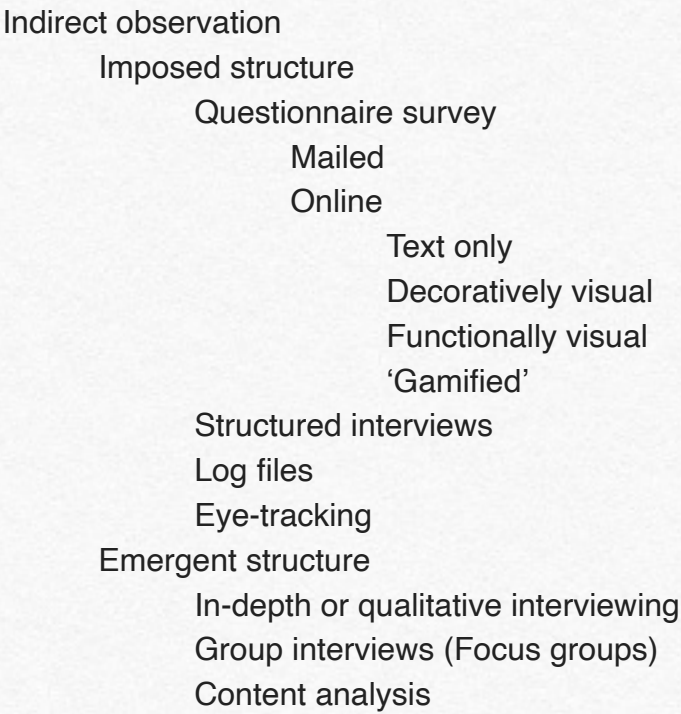 Indirect observation
Imposed structure
Questionnaire survey
Mailed
Online
Text only
Decoratively visual
Functionally visual
‘Gamified’
Structured interviews
Log files
Eye-tracking
Emergent structure
In-depth or qualitative interviewing
Group interviews (Focus groups)
Content analysis